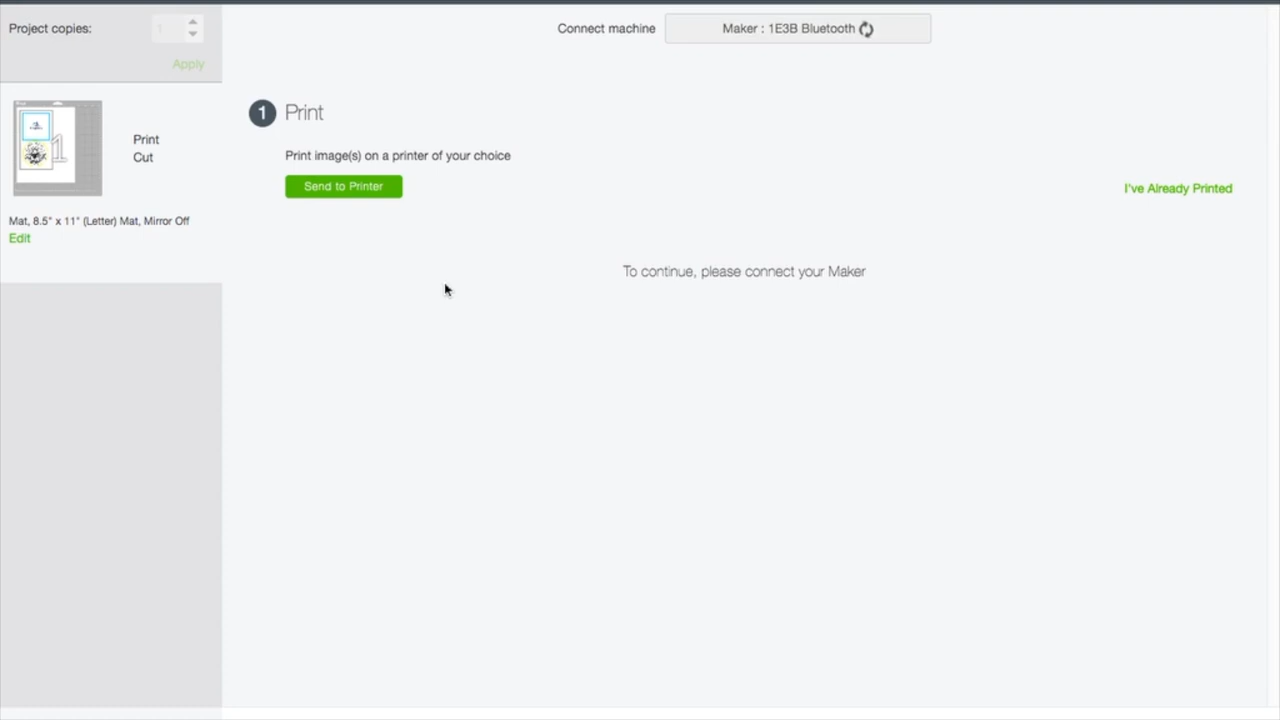 Project copies:
1
Apply
Connect machine
Maker : 1E3B Bluetooth
1
Print
Print
Cut
Print image(s) on a printer of your choice
Send to Printer
I've Already Printed
Mat, 8.5" x 11" (Letter) Mat, Mirror Off
Edit
To continue, please connect your Maker